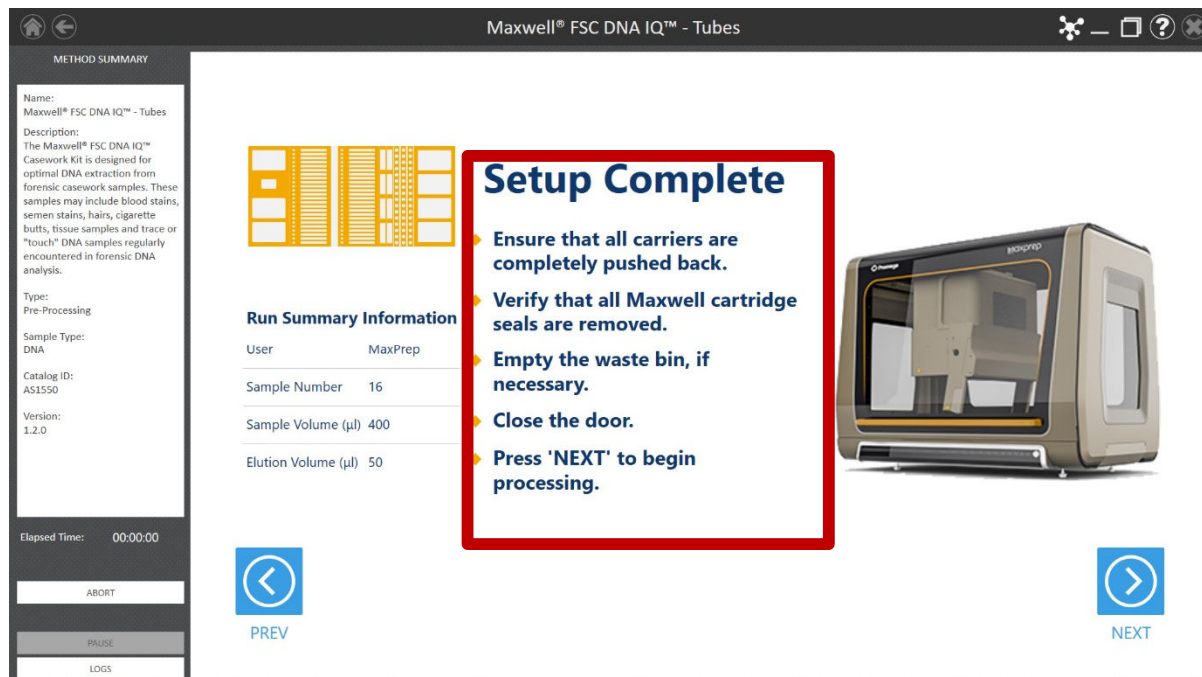 Maxwell® FSC DNA IQ™ - Tubes
METHOD SUMMARY
Name:
Maxwell® FSC DNA IQ™ - Tubes
Description:
The Maxwell® FSC DNA IQ™
Casework Kit is designed for
optimal DNA extraction from
forensic casework samples. These
samples may include blood stains,
semen stains, hairs, cigarette
butts, tissue samples and trace or
"touch" DNA samples regularly
encountered in forensic DNA
analysis.
Type:
Pre-Processing
Sample Type:
DNA
Catalog ID:
AS1550
Version:
1.2.0
Elapsed Time: 00:00:00
ABORT
PAUSE
LOGS
Run Summary Information
User MaxPrep
Sample Number 16
Sample Volume (µl) 400
Elution Volume (µl) 50
Setup Complete
Ensure that all carriers are
completely pushed back.
Verify that all Maxwell cartridge
seals are removed.
Empty the waste bin, if
necessary.
Close the door.
Press 'NEXT' to begin
processing.
Promega
Maxprep
PREV
NEXT